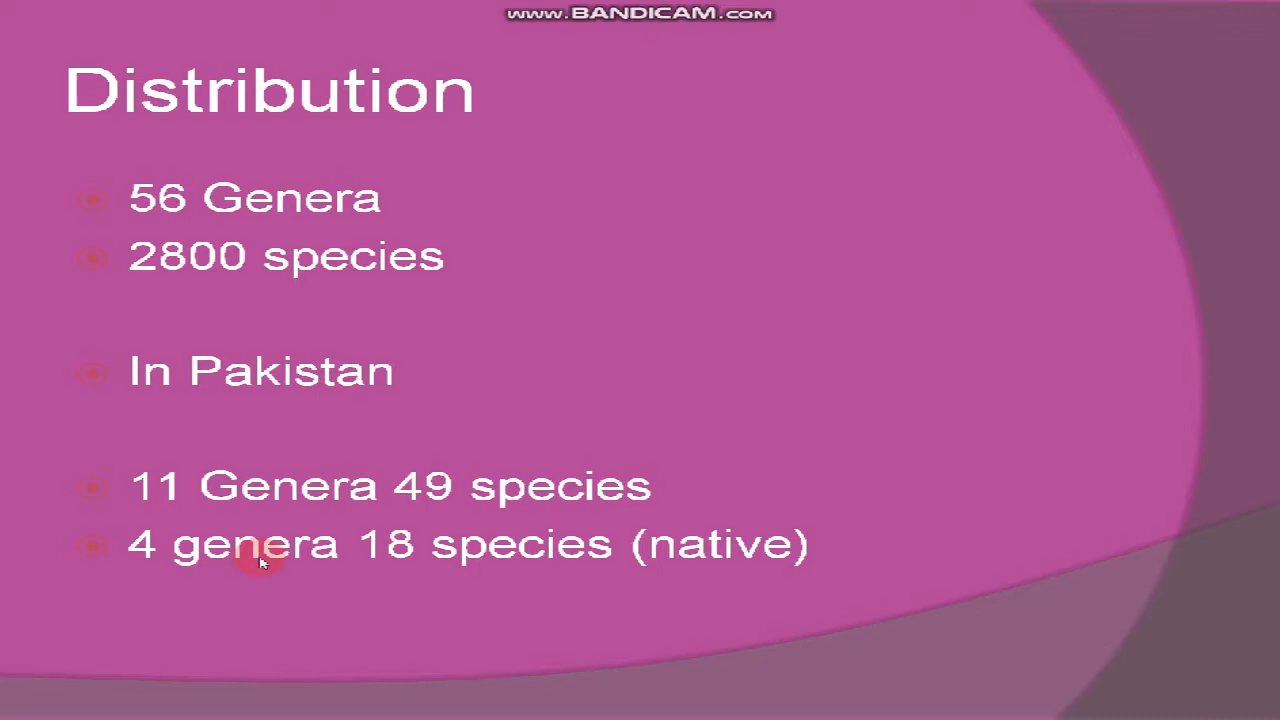 www.BANDICAM.com
Distribution
56 Genera
2800 species
In Pakistan
11 Genera 49 species
4 genera 18 species (native)